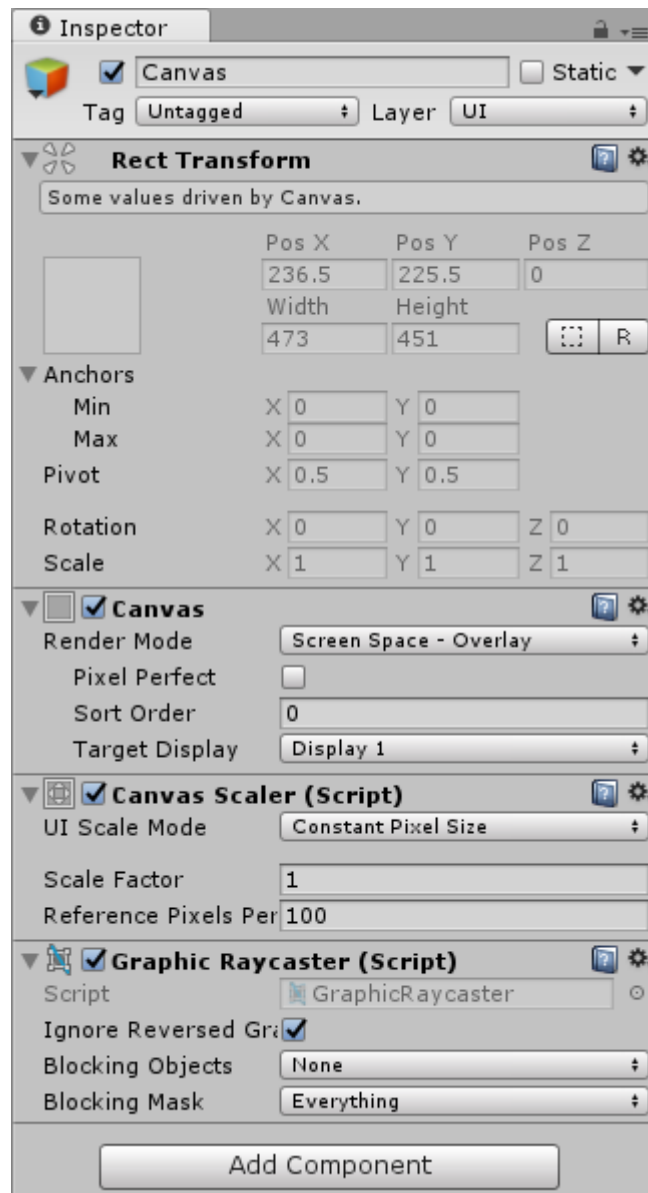 Inspector
Canvas Static
Tag Untagged Layer UI
Rect Transform
Some values driven by Canvas.
Pos X Pos Y Pos Z
236.5 225.5 0
Width Height
473 451 R
Anchors
Min X 0 Y 0
Max X 0 Y 0
Pivot X 0.5 Y 0.5
Rotation X 0 Y 0 Z 0
Scale X 1 Y 1 Z 1
Canvas
Render Mode Screen Space - Overlay
Pixel Perfect
Sort Order 0
Target Display Display 1
Canvas Scaler (Script)
UI Scale Mode Constant Pixel Size
Scale Factor 1
Reference Pixels Per 100
Graphic Raycaster (Script)
Script GraphicRaycaster
Ignore Reversed Gra
Blocking Objects None
Blocking Mask Everything
Add Component